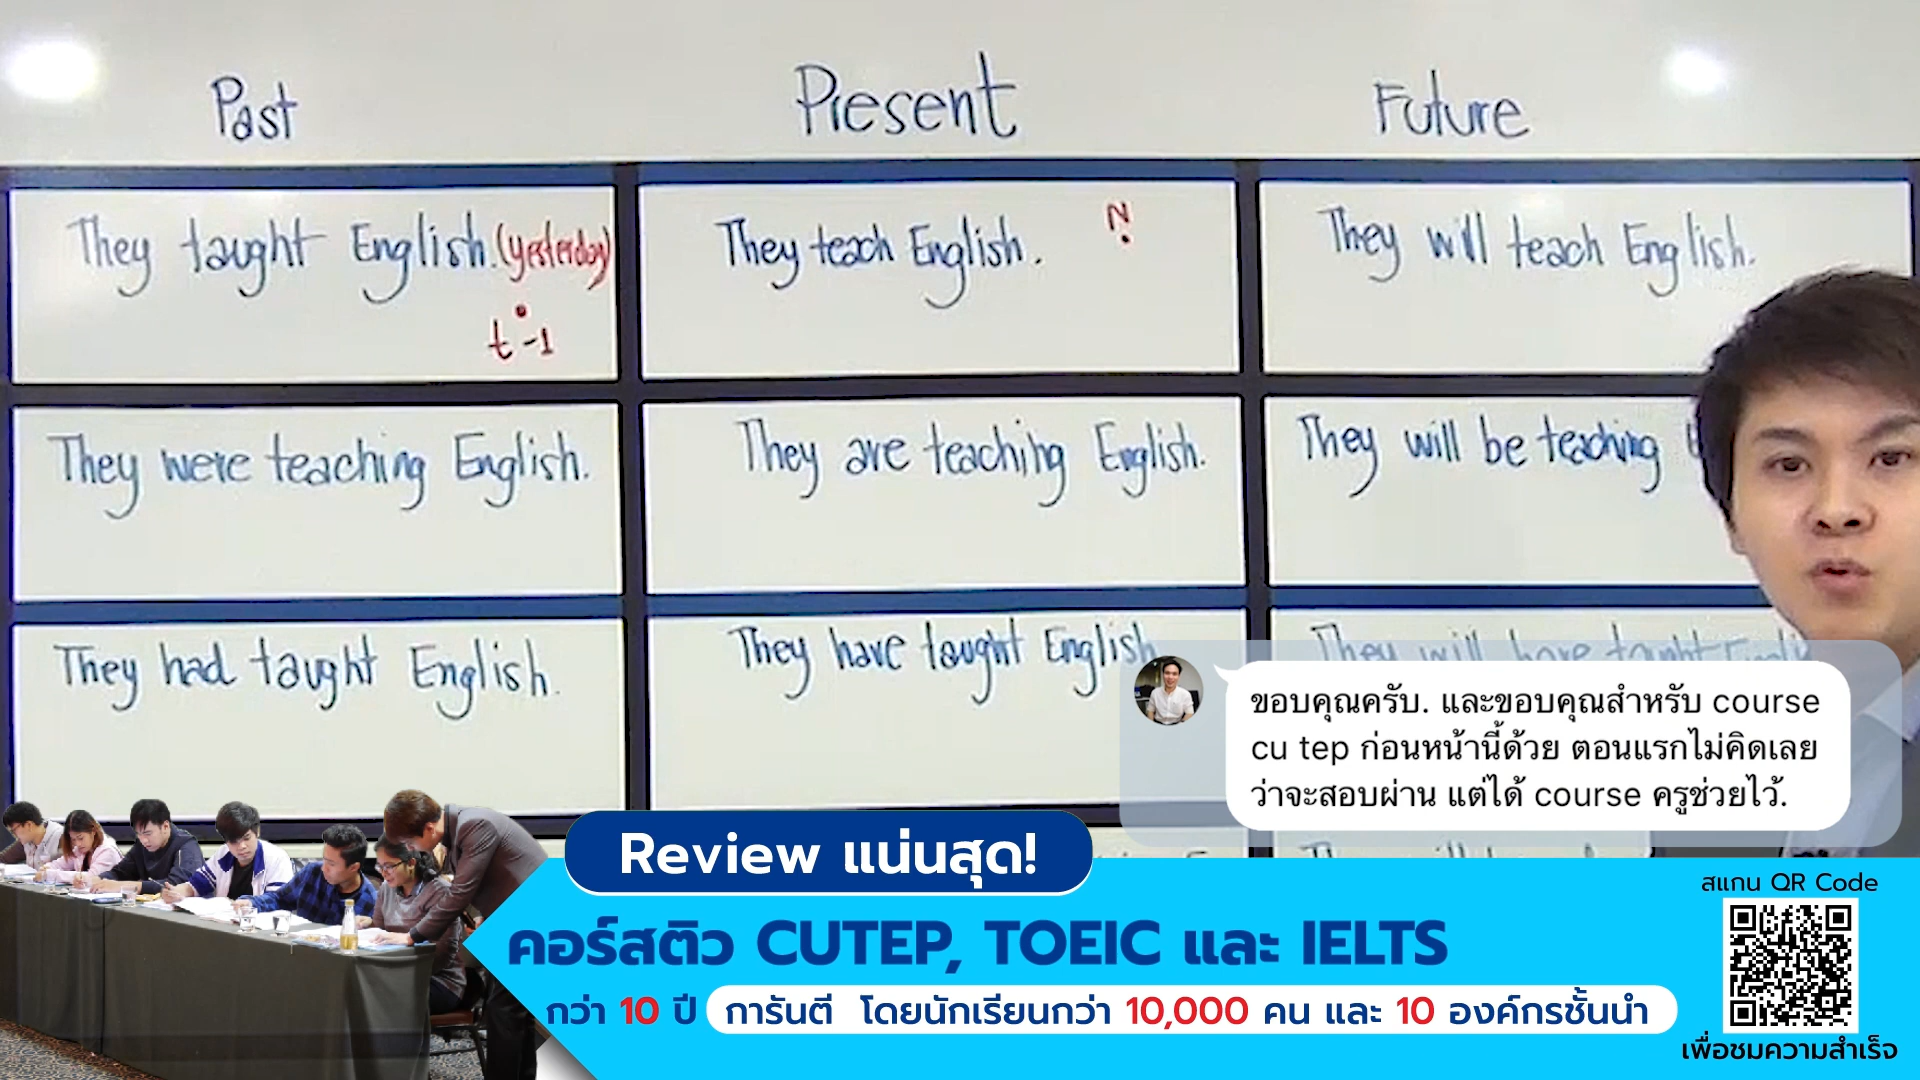 Past Present Future
They taught English. (yesterday) They teach English. N They will teach English.
t-1
They were teaching English. They are teaching English. They will be teaching
They had taught English. They have taught English They will have taught
ขอบคุณครับ. และขอบคุณสำหรับ course
cu tep ก่อนหน้านี้ด้วย ตอนแรกไม่คิดเลย
ว่าจะสอบผ่าน แต่ได้ course ครูช่วยไว้.
Review แน่นสุด!
สแกน QR Code
คอร์สติว CUTEP, TOEIC และ IELTS
กว่า 10 ปี การันตี โดยนักเรียนกว่า 10,000 คน และ 10 องค์กรชั้นนำ
เพื่อชมความสำเร็จ